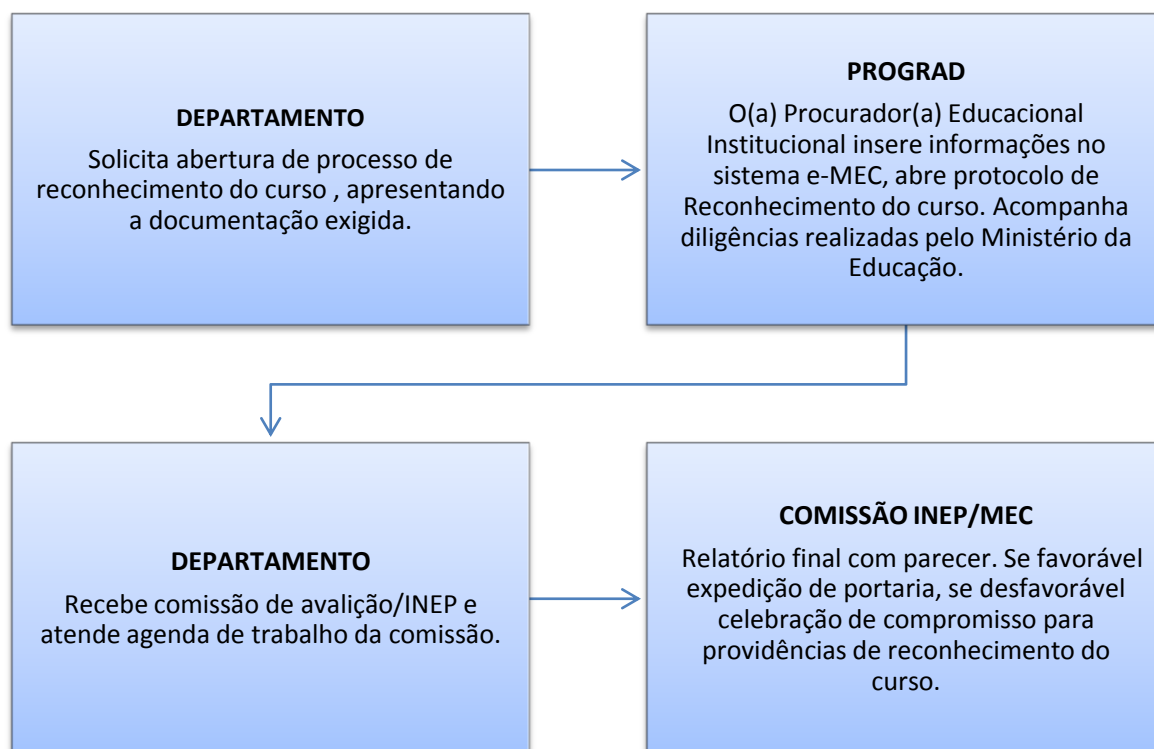 DEPARTAMENTO
Solicita abertura de processo de
reconhecimento do curso , apresentando
a documentação exigida.
PROGRAD
O(a) Procurador(a) Educacional
Institucional insere informações no
sistema e-MEC, abre protocolo de
Reconhecimento do curso. Acompanha
diligências realizadas pelo Ministério da
Educação.
DEPARTAMENTO
Recebe comissão de avalição/INEP e
atende agenda de trabalho da comissão.
COMISSÃO INEP/MEC
Relatório final com parecer. Se favorável
expedição de portaria, se desfavorável
celebração de compromisso para
providências de reconhecimento do
curso.